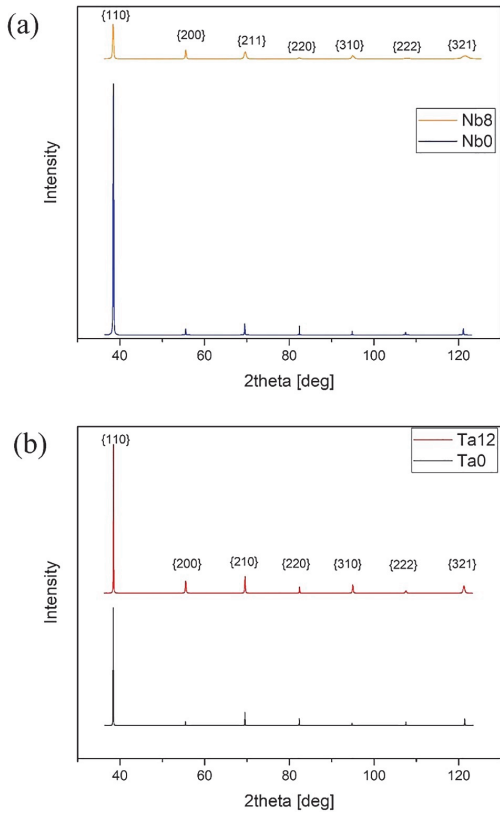 (a)
{110}
{200}
{211}
{220}
{310}
{222}
{321}
Nb8
Nb0
Intensity
40
60
80
100
120
2theta [deg]
(b)
{110}
{200}
{210}
{220}
{310}
{222}
{321}
Ta12
Ta0
Intensity
40
60
80
100
120
2theta [deg]